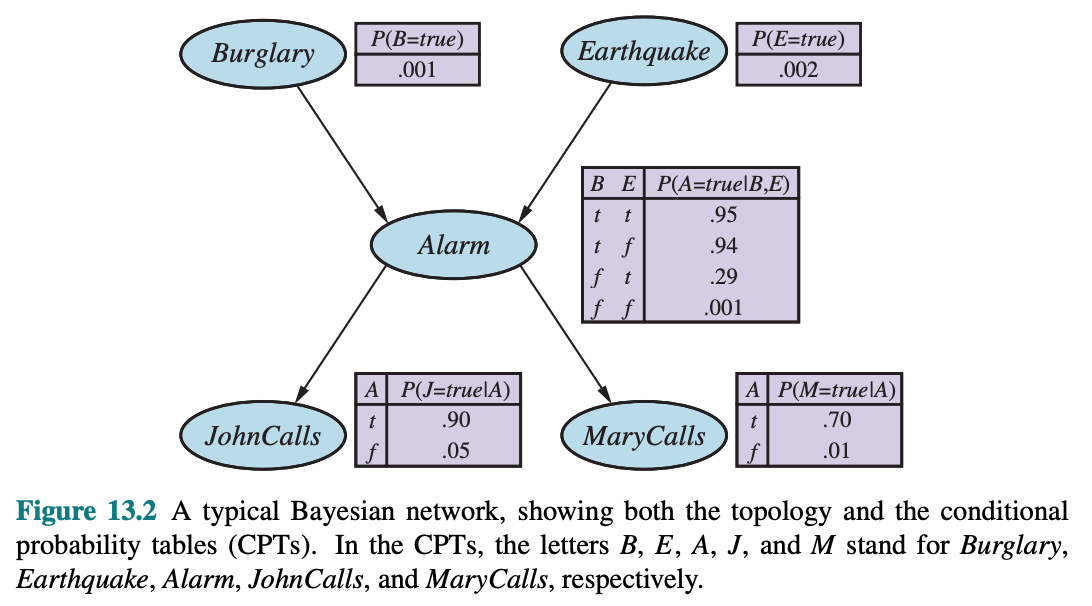 Burglary
P(B=true)
.001
Earthquake
P(E=true)
.002
B E P(A=true|B,E)
t t .95
t f .94
f t .29
f f .001
Alarm
JohnCalls
A P(J=true|A)
t .90
f .05
MaryCalls
A P(M=true|A)
t .70
f .01
Figure 13.2 A typical Bayesian network, showing both the topology and the conditional
probability tables (CPTs). In the CPTs, the letters B, E, A, J, and M stand for Burglary,
Earthquake, Alarm, JohnCalls, and MaryCalls, respectively.